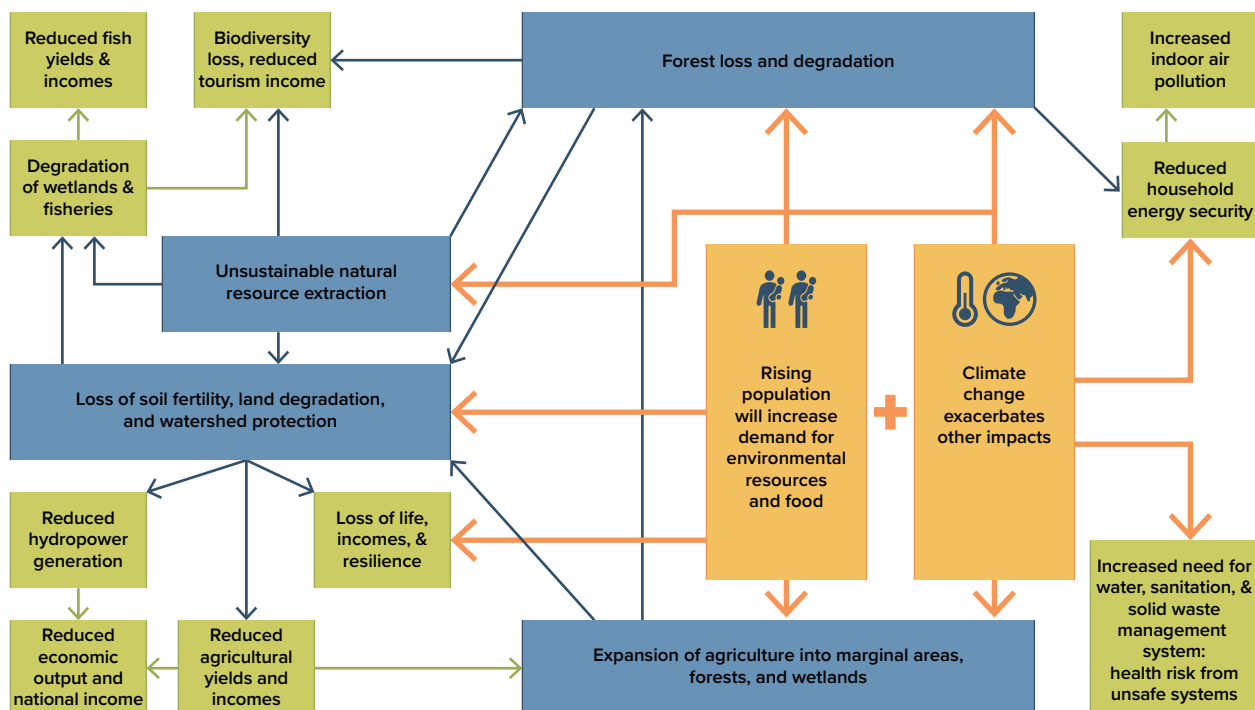 Reduced fish
yields &
incomes
Biodiversity
loss, reduced
tourism income
Forest loss and degradation
Increased
indoor air
pollution
Degradation
of wetlands &
fisheries
Reduced
household
energy security
Unsustainable natural
resource extraction
Rising
population
will increase
demand for
environmental
resources
and food
Climate
change
exacerbates
other impacts
Loss of soil fertility, land degradation,
and watershed protection
Reduced
hydropower
generation
Loss of life,
incomes, &
resilience
Increased need for
water, sanitation, &
solid waste
management
system:
health risk from
unsafe systems
Reduced
economic
output and
national income
Reduced
agricultural
yields and
incomes
Expansion of agriculture into marginal areas,
forests, and wetlands